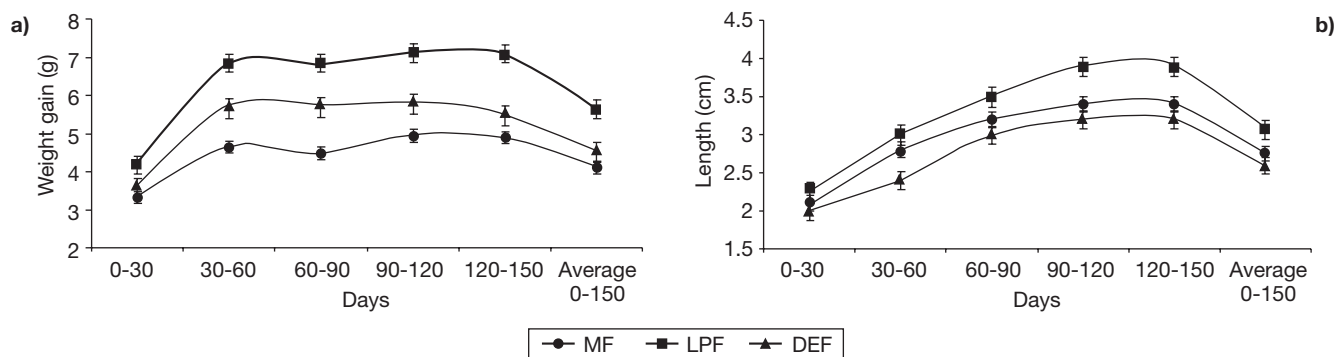 a)
Weight gain (g)
8
7
6
5
4
3
2
0-30 30-60 60-90 90-120 120-150 Average
0-150
Days
b)
Length (cm)
4.5
4
3.5
3
2.5
2
1.5
0-30 30-60 60-90 90-120 120-150 Average
0-150
Days
MF LPF DEF